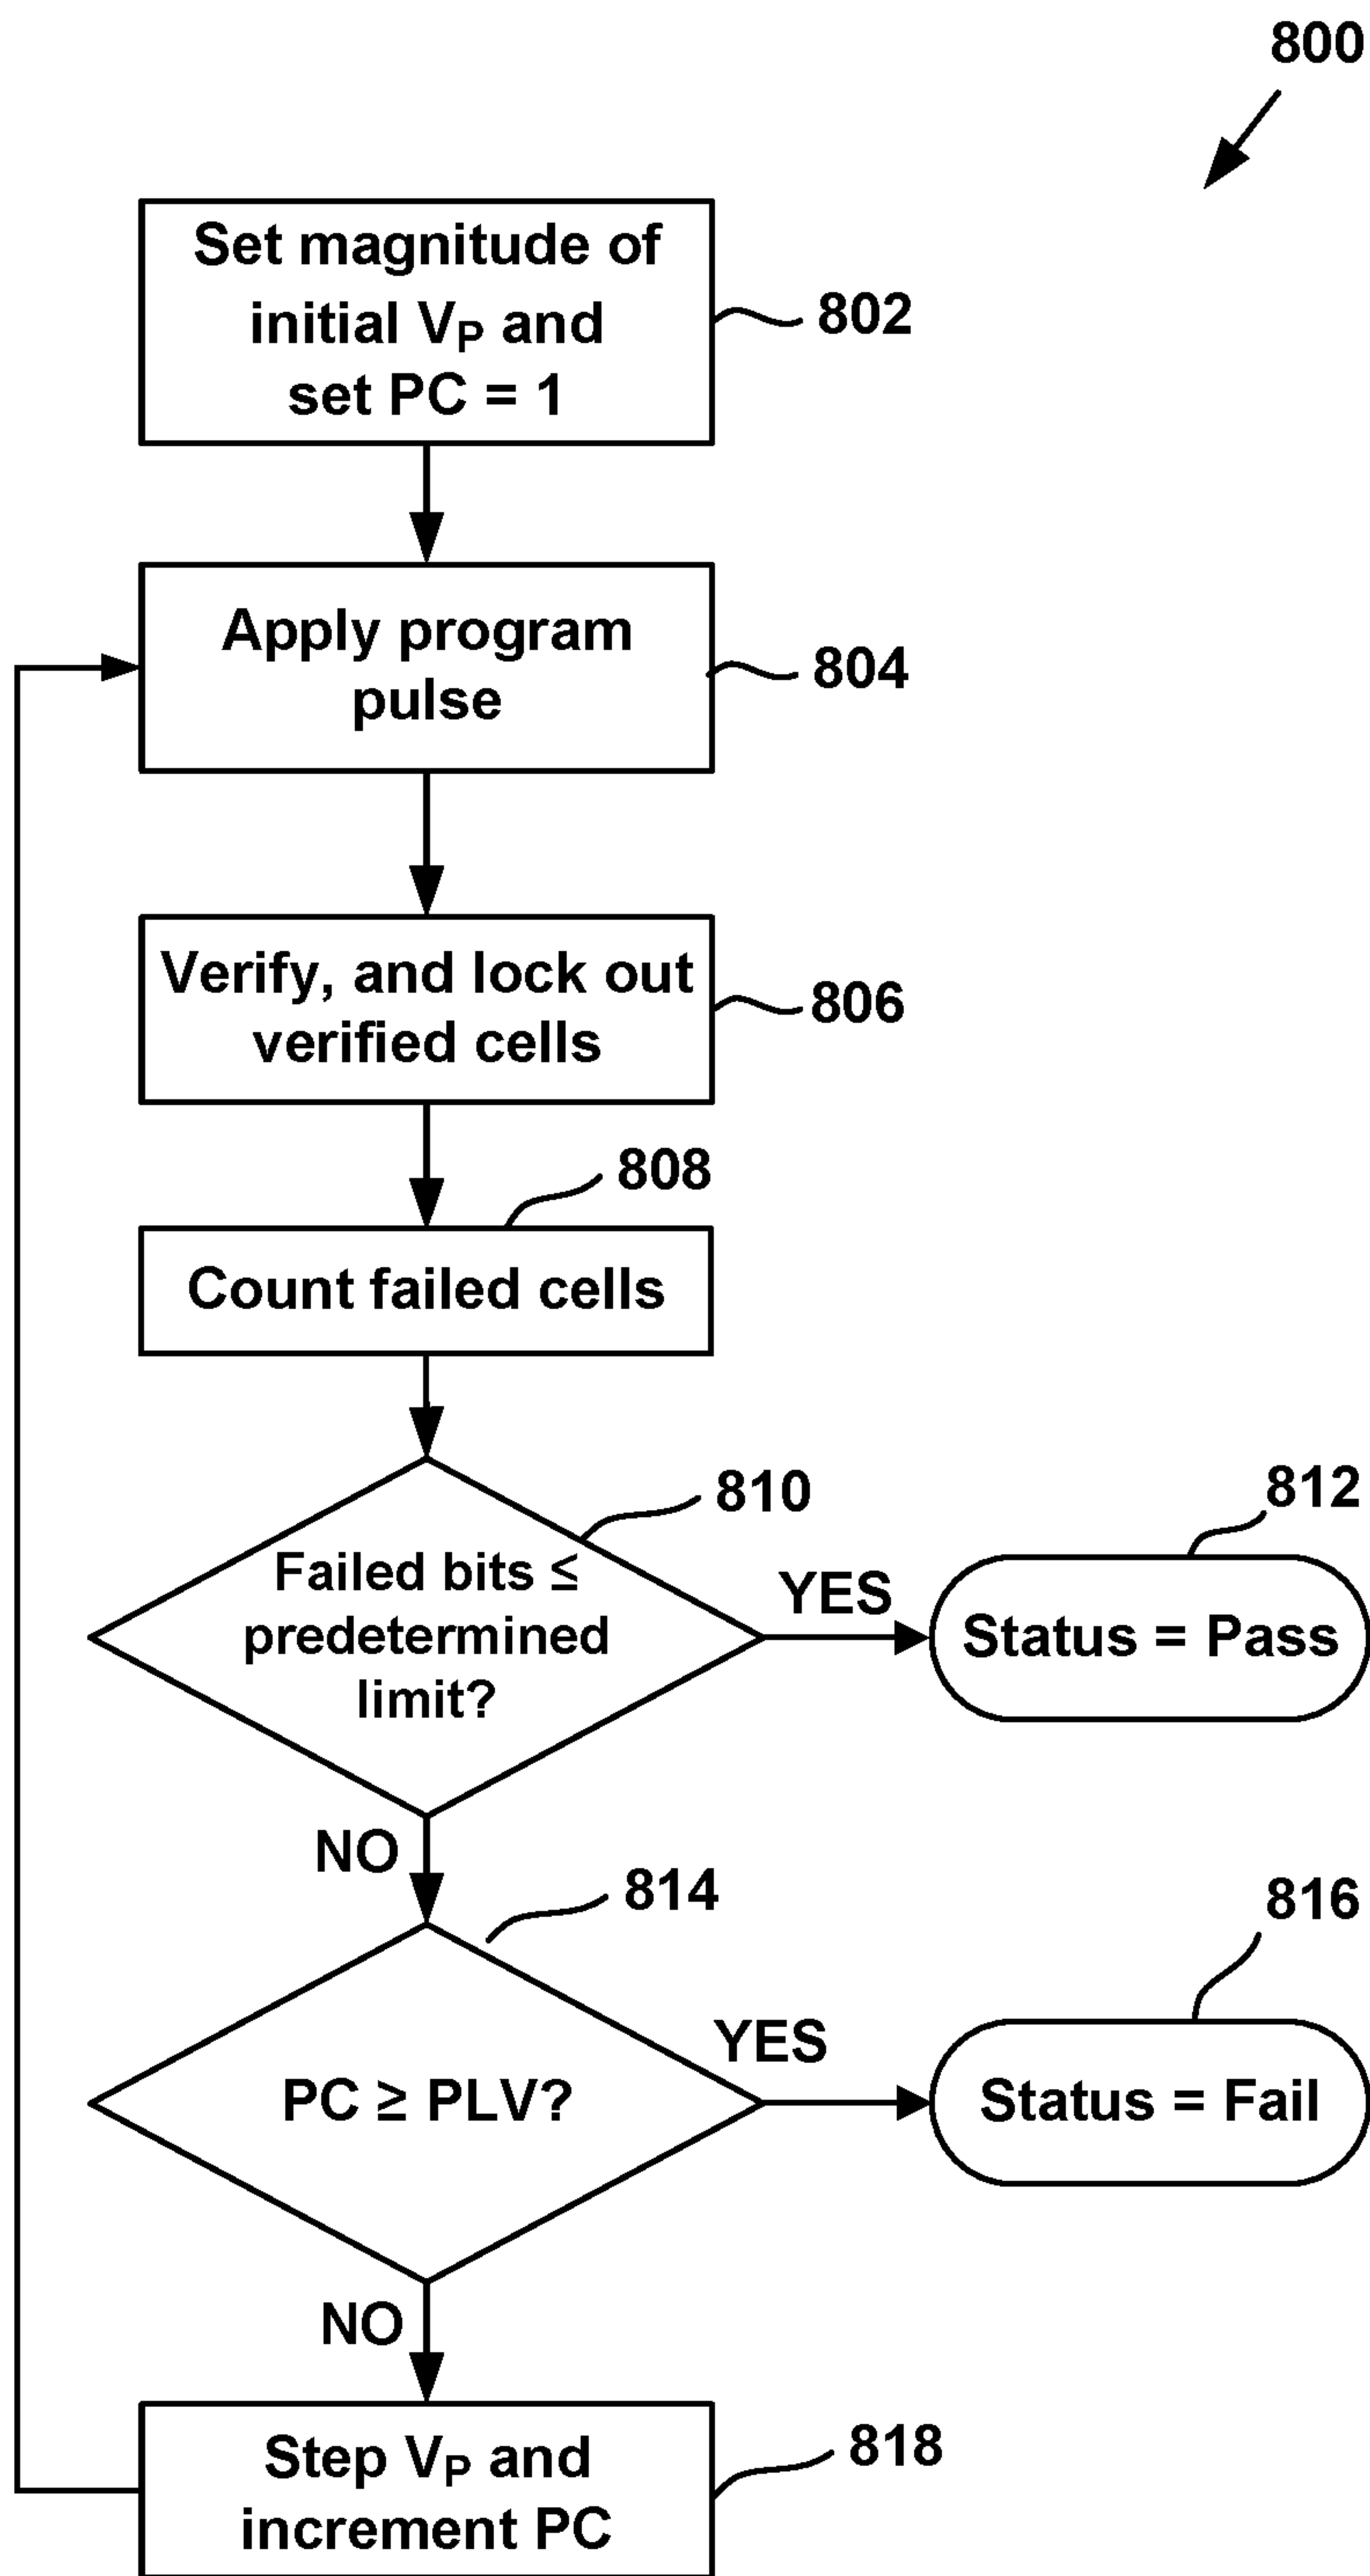 800
Set magnitude of
initial VP and
set PC = 1
802
Apply program
pulse
804
Verify, and lock out
verified cells
806
808
Count failed cells
810
Failed bits ≤
predetermined
limit?
YES
812
Status = Pass
NO
814
PC ≥ PLV?
YES
816
Status = Fail
NO
Step VP and
increment PC
818